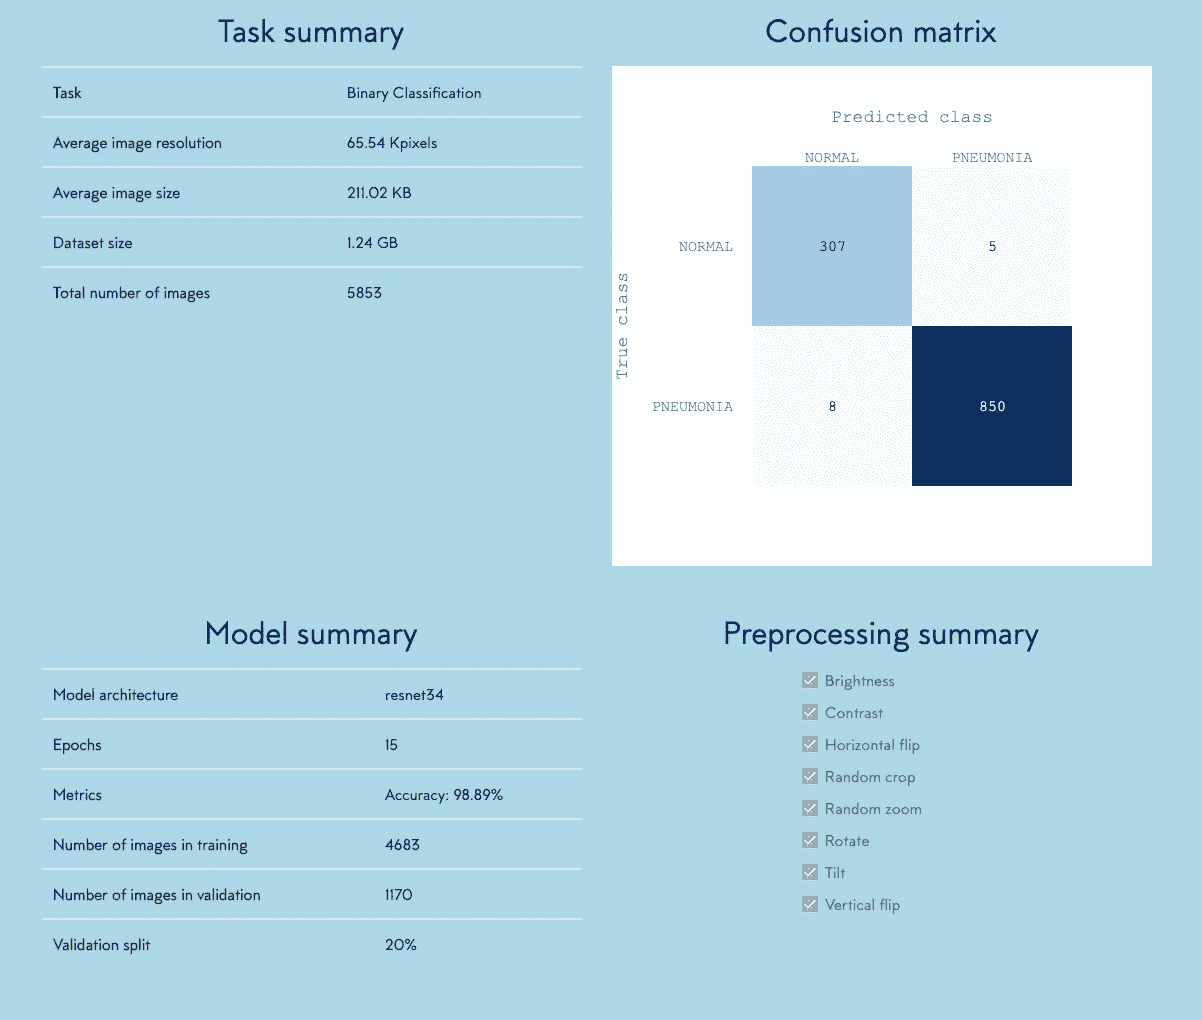 Task summary
Task Binary Classification
Average image resolution 65.54 Kpixels
Average image size 211.02 KB
Dataset size 1.24 GB
Total number of images 5853
Confusion matrix
Predicted class
NORMAL PNEUMONIA
True class
NORMAL 307 5
PNEUMONIA 8 850
Model summary
Model architecture resnet34
Epochs 15
Metrics Accuracy: 98.89%
Number of images in training 4683
Number of images in validation 1170
Validation split 20%
Preprocessing summary
Brightness
Contrast
Horizontal flip
Random crop
Random zoom
Rotate
Tilt
Vertical flip